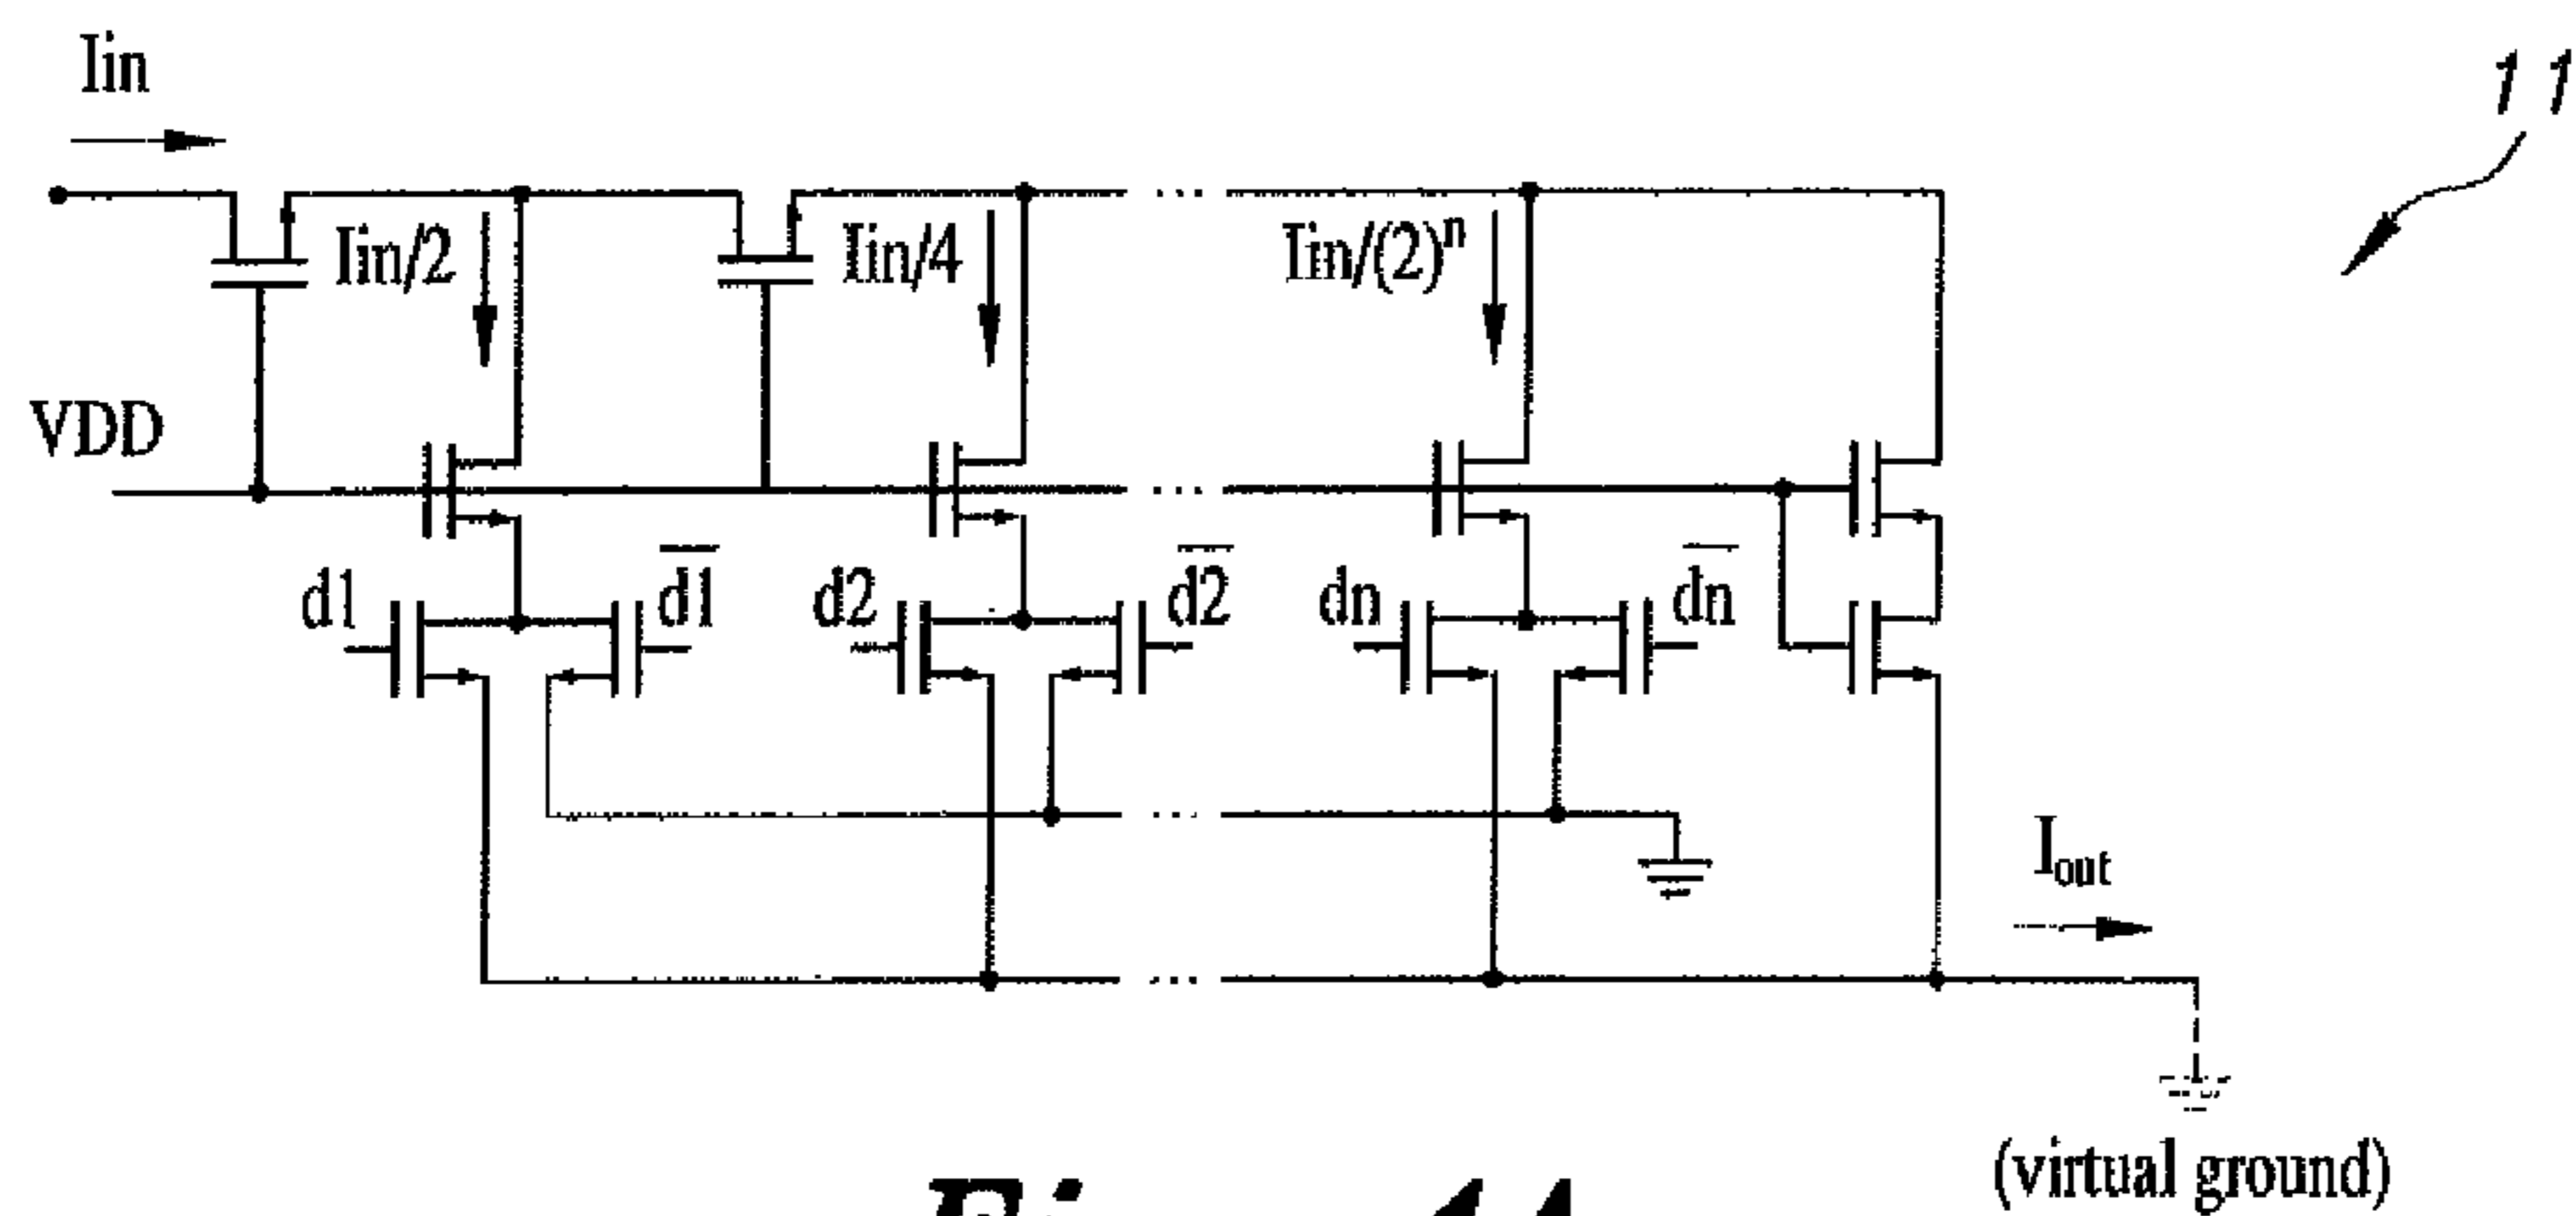 Iin
11
Iin/2
Iin/4
Iin/(2)ⁿ
VDD
d1
d1̅
d2
d2̅
dn
dn̅
Iout
(virtual ground)